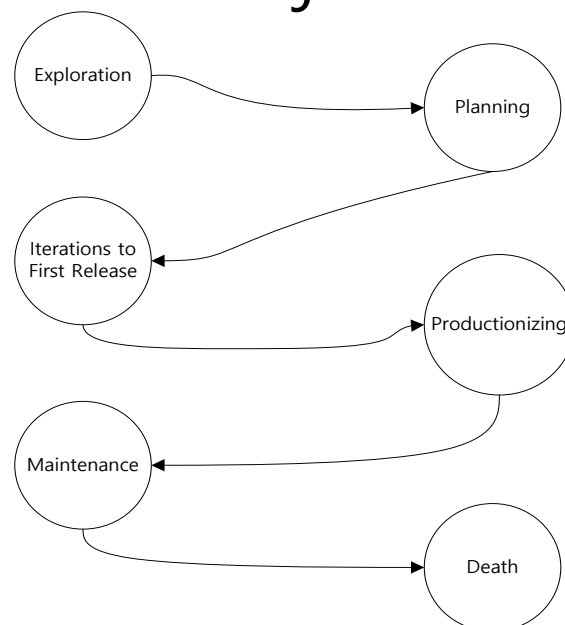 Exploration
Planning
Iterations to
First Release
Productionizing
Maintenance
Death